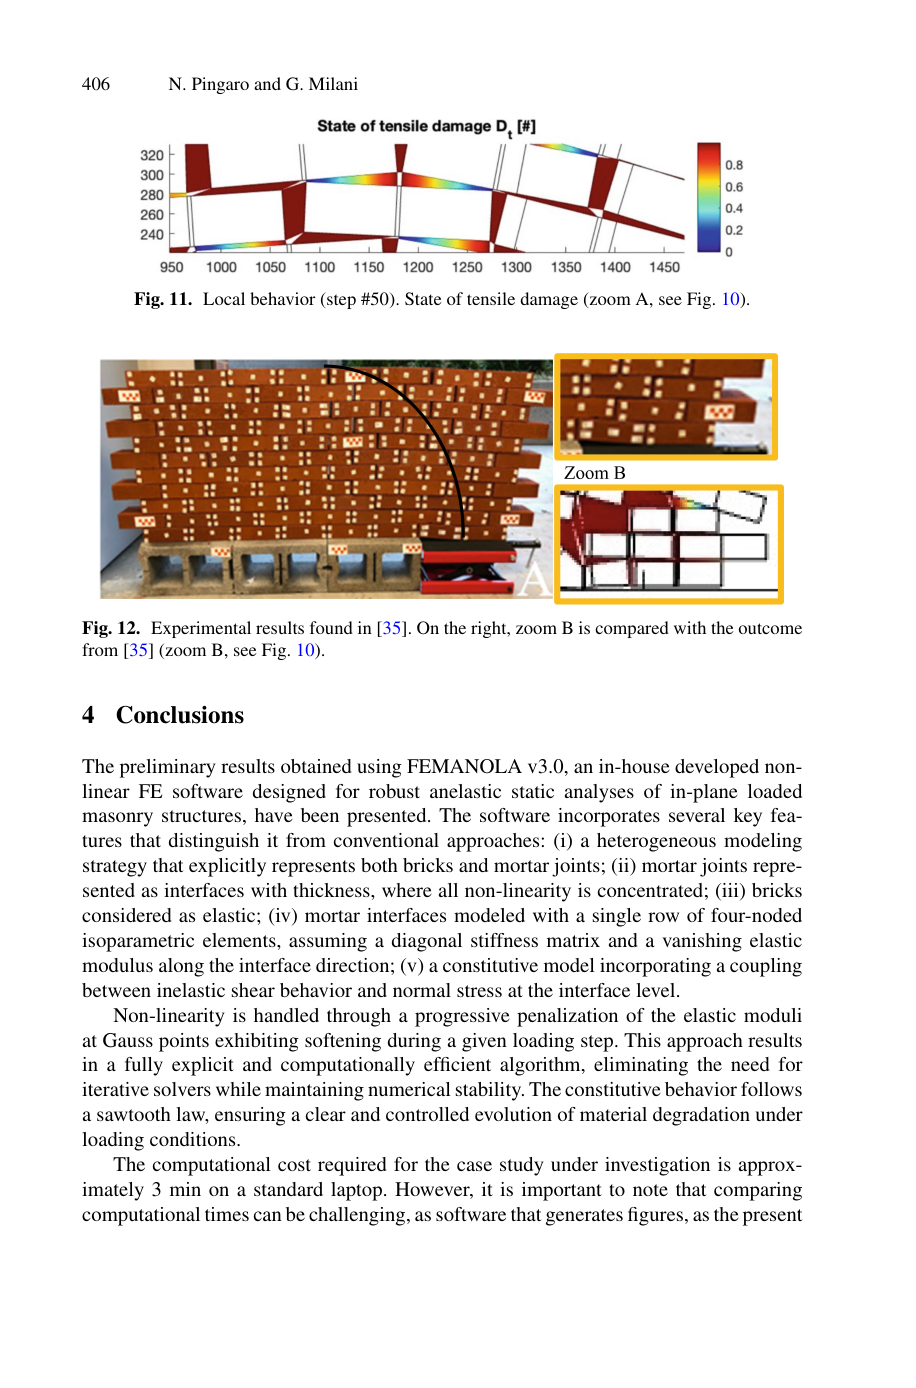 406 N. Pingaro and G. Milani
State of tensile damage Dt [#]
320
300
280
260
240
950 1000 1050 1100 1150 1200 1250 1300 1350 1400 1450
0.8
0.6
0.4
0.2
0
Fig. 11. Local behavior (step #50). State of tensile damage (zoom A, see Fig. 10).
Zoom B
A
Fig. 12. Experimental results found in [35]. On the right, zoom B is compared with the outcome
from [35] (zoom B, see Fig. 10).
4 Conclusions
The preliminary results obtained using FEMANOLA v3.0, an in-house developed non-
linear FE software designed for robust anelastic static analyses of in-plane loaded
masonry structures, have been presented. The software incorporates several key fea-
tures that distinguish it from conventional approaches: (i) a heterogeneous modeling
strategy that explicitly represents both bricks and mortar joints; (ii) mortar joints repre-
sented as interfaces with thickness, where all non-linearity is concentrated; (iii) bricks
considered as elastic; (iv) mortar interfaces modeled with a single row of four-noded
isoparametric elements, assuming a diagonal stiffness matrix and a vanishing elastic
modulus along the interface direction; (v) a constitutive model incorporating a coupling
between inelastic shear behavior and normal stress at the interface level.
Non-linearity is handled through a progressive penalization of the elastic moduli
at Gauss points exhibiting softening during a given loading step. This approach results
in a fully explicit and computationally efficient algorithm, eliminating the need for
iterative solvers while maintaining numerical stability. The constitutive behavior follows
a sawtooth law, ensuring a clear and controlled evolution of material degradation under
loading conditions.
The computational cost required for the case study under investigation is approx-
imately 3 min on a standard laptop. However, it is important to note that comparing
computational times can be challenging, as software that generates figures, as the present